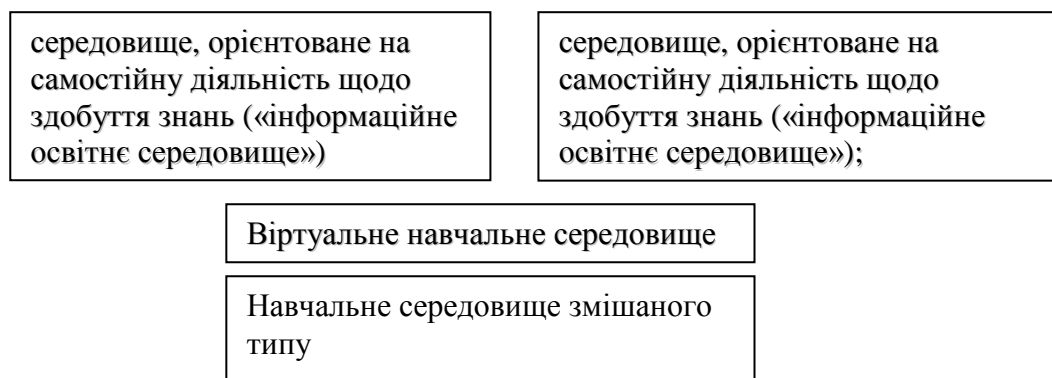 середовище, орієнтоване на
самостійну діяльність щодо
здобуття знань («інформаційне
освітнє середовище»)
середовище, орієнтоване на
самостійну діяльність щодо
здобуття знань («інформаційне
освітнє середовище»);
Віртуальне навчальне середовище
Навчальне середовище змішаного
типу